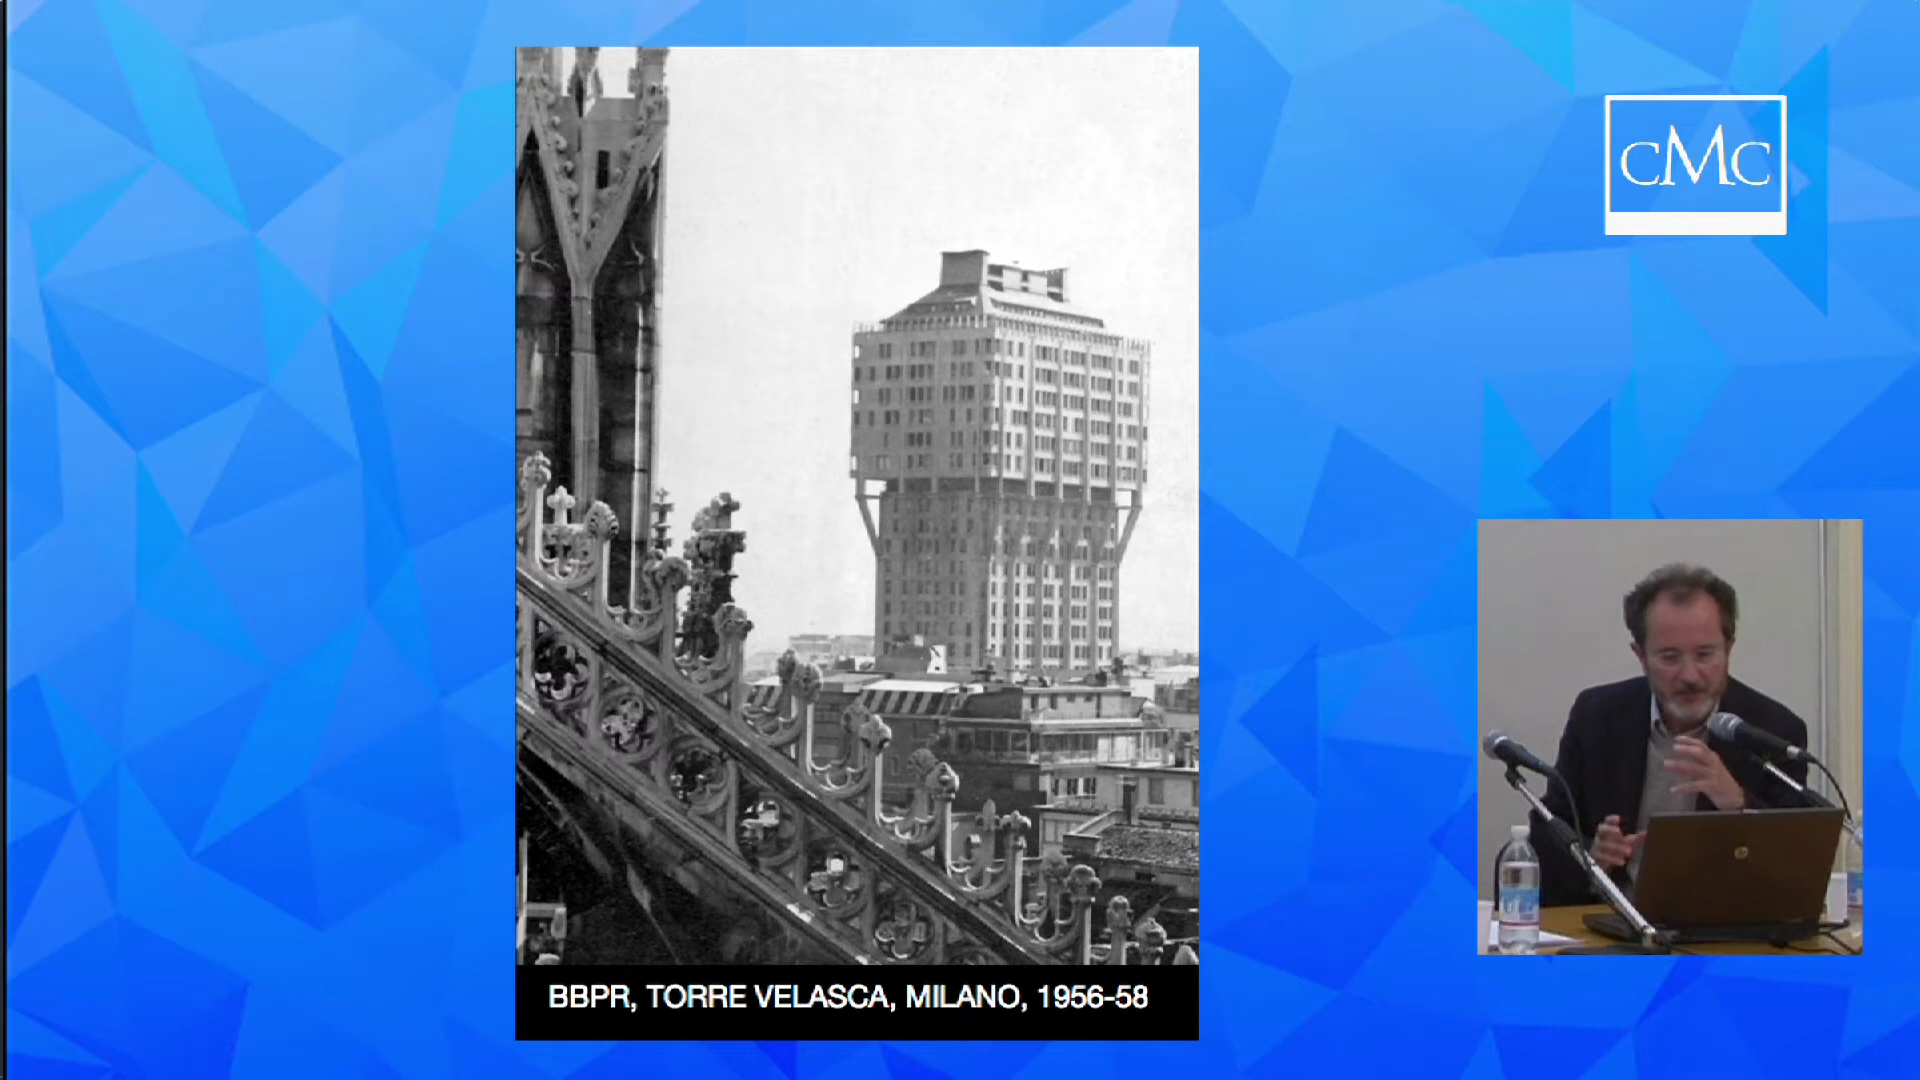 CMC
BBPR, TORRE VELASCA, MILANO, 1956-58